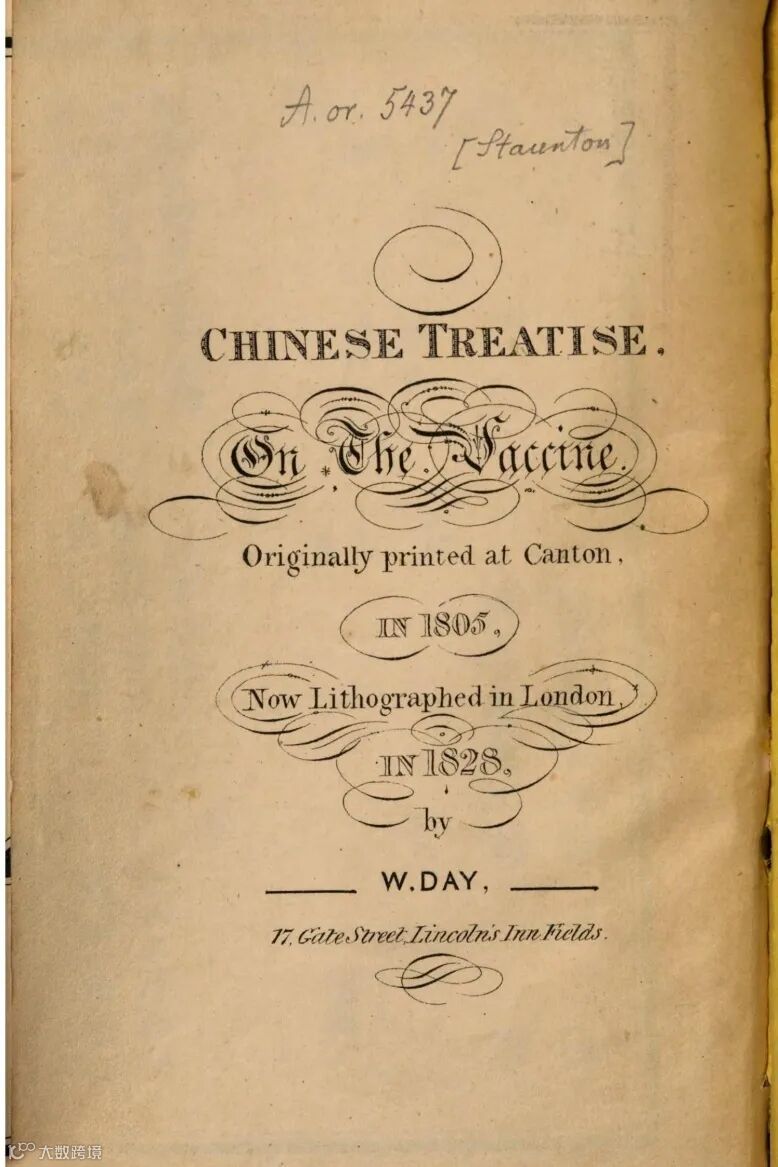 A. or. 5437
[Staunton]
CHINESE TREATISE.
On The Vaccine.
Originally printed at Canton,
IN 1805,
Now Lithographed in London,
IN 1828,
by
W. DAY,
17, Gate Street, Lincoln's Inn Fields.
大数跨境